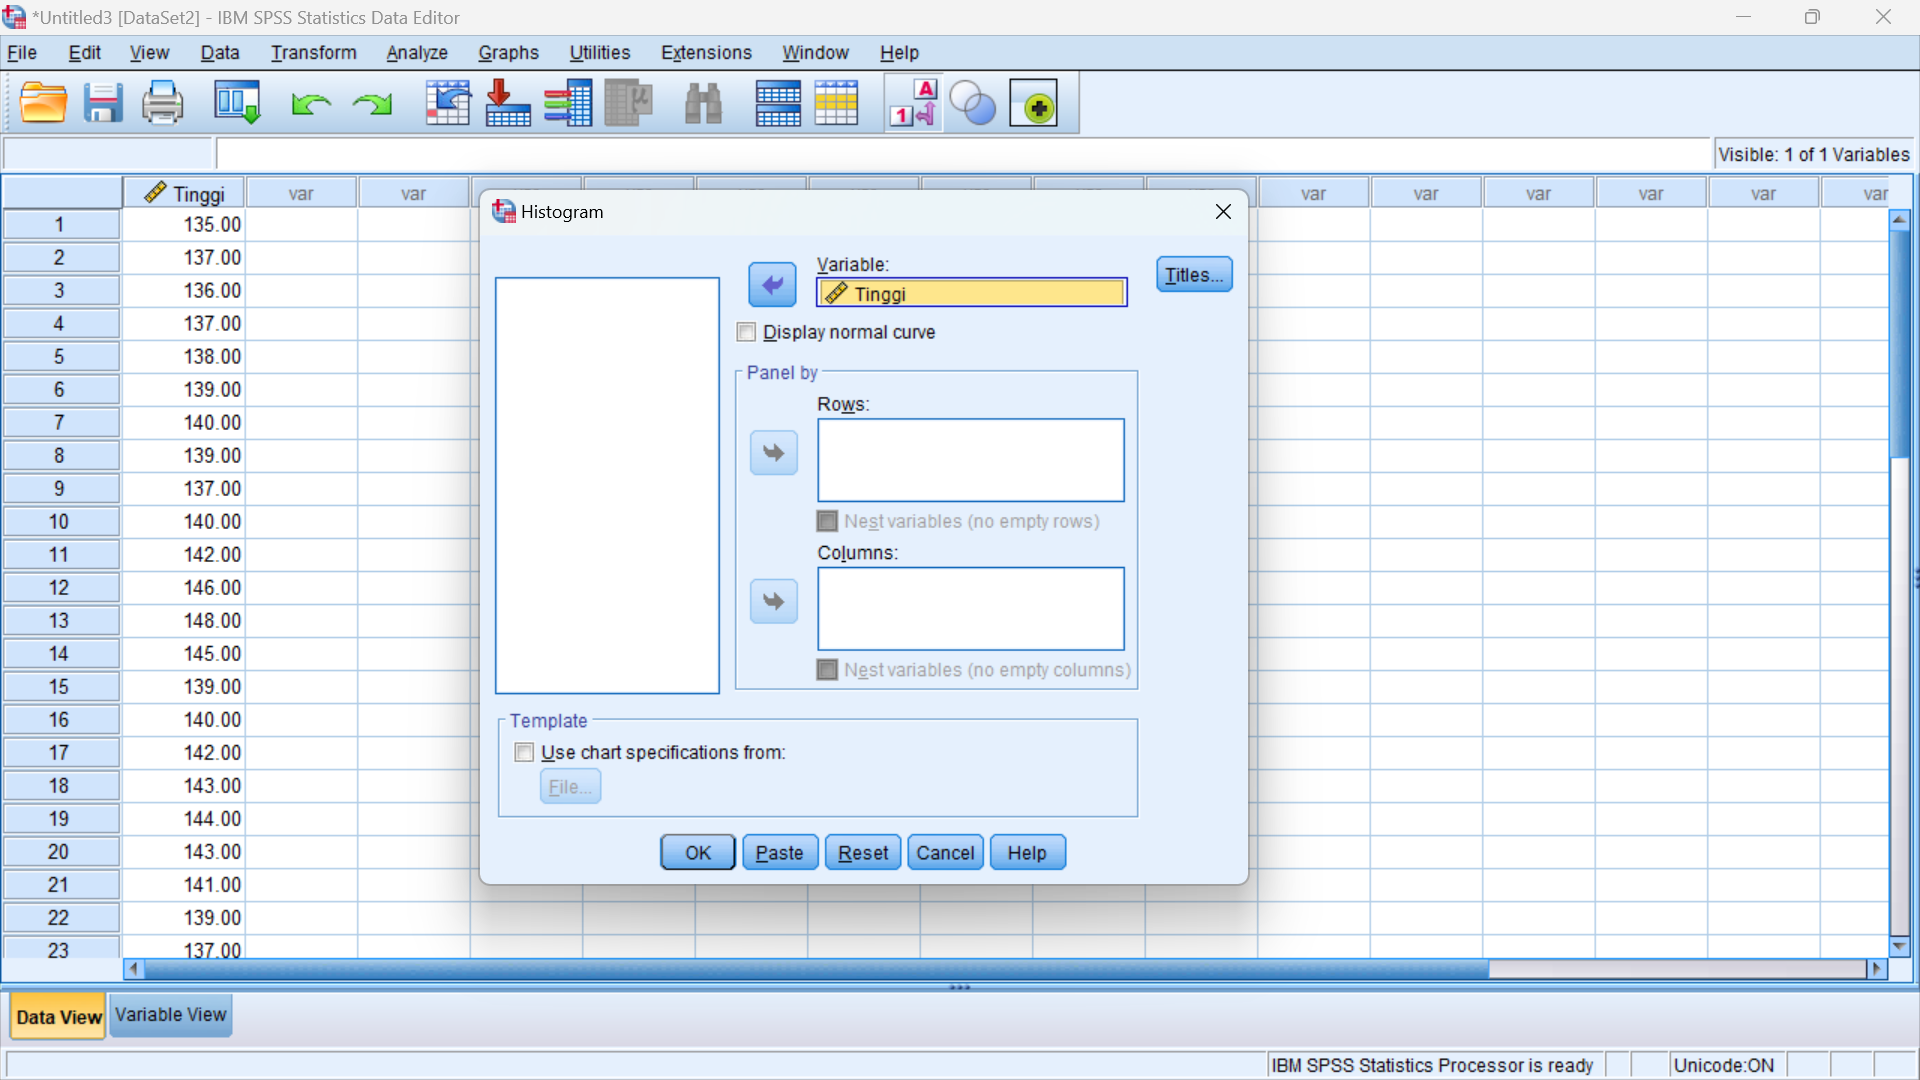 *Untitled3 [DataSet2] - IBM SPSS Statistics Data Editor
File Edit View Data Transform Analyze Graphs Utilities Extensions Window Help
A
1
µ
Visible: 1 of 1 Variables
Tinggi var var var var var var var var
1 135.00
2 137.00
3 136.00
4 137.00
5 138.00
6 139.00
7 140.00
8 139.00
9 137.00
10 140.00
11 142.00
12 146.00
13 148.00
14 145.00
15 139.00
16 140.00
17 142.00
18 143.00
19 144.00
20 143.00
21 141.00
22 139.00
23 137.00
Histogram
Variable:
Tinggi
Titles...
Display normal curve
Panel by
Rows:
Nest variables (no empty rows)
Columns:
Nest variables (no empty columns)
Template
Use chart specifications from:
File...
OK Paste Reset Cancel Help
Data View Variable View
IBM SPSS Statistics Processor is ready Unicode:ON